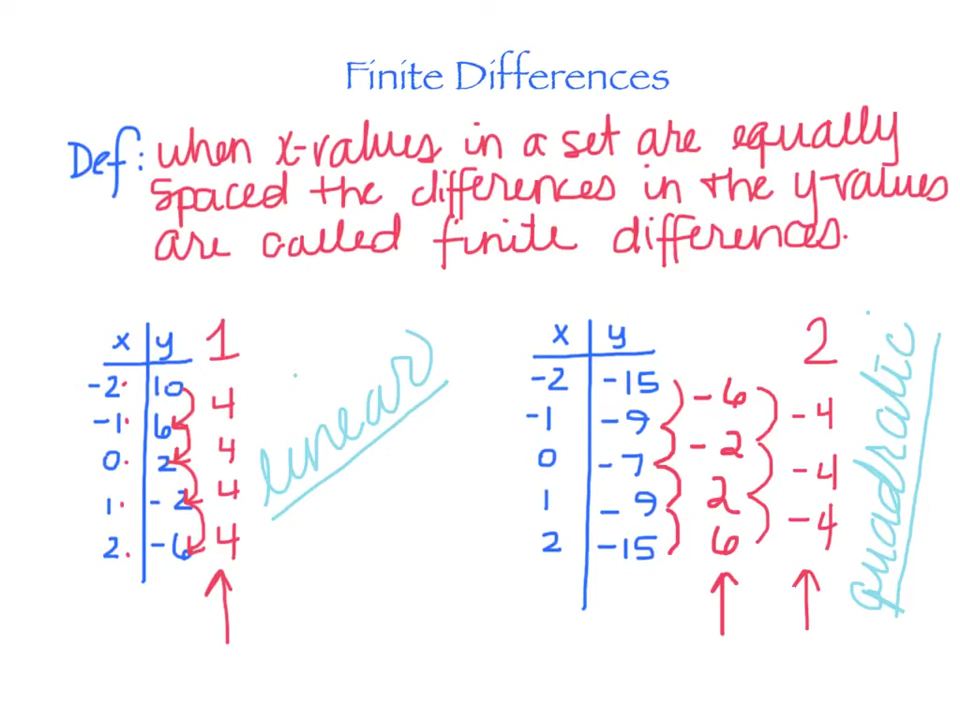 Finite Differences
Def: when x-values in a set are equally
spaced the differences in the y-values
are called finite differences.
x y 1
-2 10
4
-1 6
4
0 2
4
1 -2
4
2 -6
linear
x y 2
-2 -15
-6
-1 -9 -4
-2
0 -7 -4
2
1 -9 -4
6
2 -15
quadratic